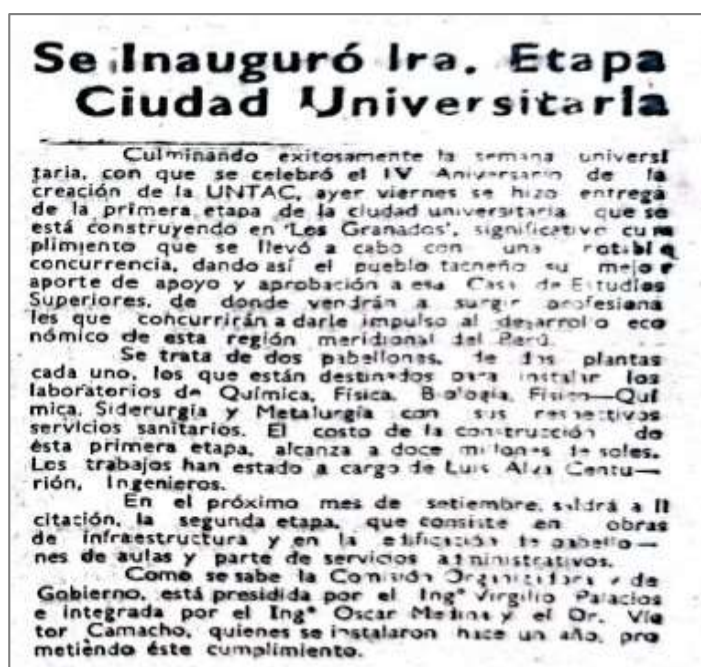 Se Inauguró Ira. Etapa
Ciudad Universitaria
Culminando exitosamente la semana universi
taria, con que se celebró el IV Aniversario de la
creación de la UNTAC, ayer viernes se hizo entrega
de la primera etapa de la ciudad universitaria que se
está construyendo en 'Los Granados', significativo cum
plimiento que se llevó a cabo con una notable
concurrencia, dando así el pueblo tacneño su mejor
aporte de apoyo y aprobación a esa Casa de Estudios
Superiores, de donde vendrán a surgir profesiona
les que concurrirán a darle impulso al desarrollo eco
nómico de esta región meridional del Perú.
Se trata de dos pabellones, de dos plantas
cada uno, los que están destinados para instalar los
laboratorios de Química, Física, Biología, Físico—Quí
mica, Siderurgia y Metalurgia con sus respectivos
servicios sanitarios. El costo de la construcción de
ésta primera etapa, alcanza a doce millones de soles.
Los trabajos han estado a cargo de Luis Alva Centu—
rión, Ingenieros.
En el próximo mes de setiembre, saldrá a li
citación, la segunda etapa, que consiste en obras
de infraestructura y en la edificación de pabello—
nes de aulas y parte de servicios administrativos.
Como se sabe la Comisión Organizadora y de
Gobierno, está presidida por el Ing° Virgilio Palacios
e integrada por el Ing° Oscar Medina y el Dr. Víc
tor Camacho, quienes se instalaron hace un año, pro
metiendo éste cumplimiento.